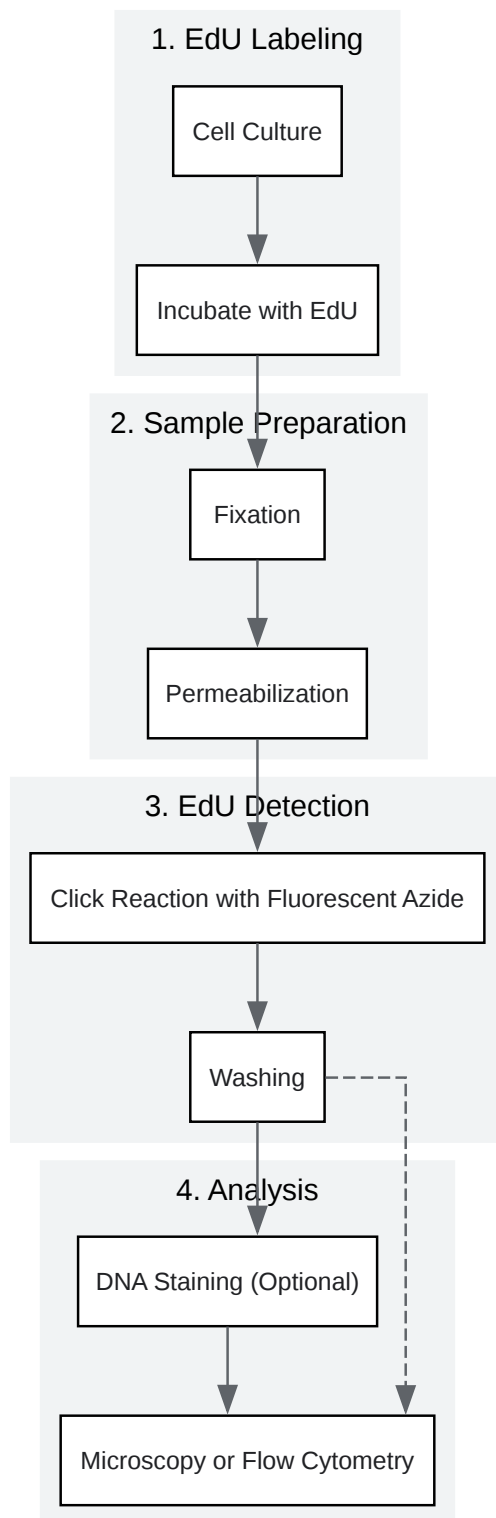 1. EdU Labeling
Cell Culture
Incubate with EdU
2. Sample Preparation
Fixation
Permeabilization
3. EdU Detection
Click Reaction with Fluorescent Azide
Washing
4. Analysis
DNA Staining (Optional)
Microscopy or Flow Cytometry